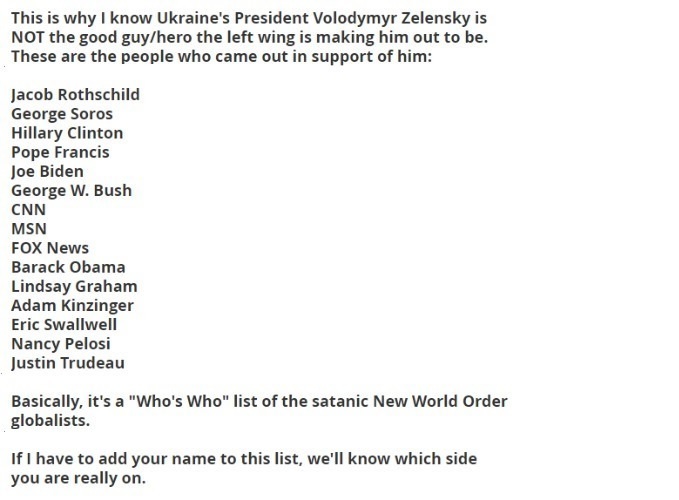 This is why I know Ukraine's President Volodymyr Zelensky is
NOT the good guy/hero the left wing is making him out to be.
These are the people who came out in support of him:
Jacob Rothschild
George Soros
Hillary Clinton
Pope Francis
Joe Biden
George W. Bush
CNN
MSN
FOX News
Barack Obama
Lindsay Graham
Adam Kinzinger
Eric Swallwell
Nancy Pelosi
Justin Trudeau
Basically, it's a "Who's Who" list of the satanic New World Order
globalists.
If I have to add your name to this list, we'll know which side
you are really on.